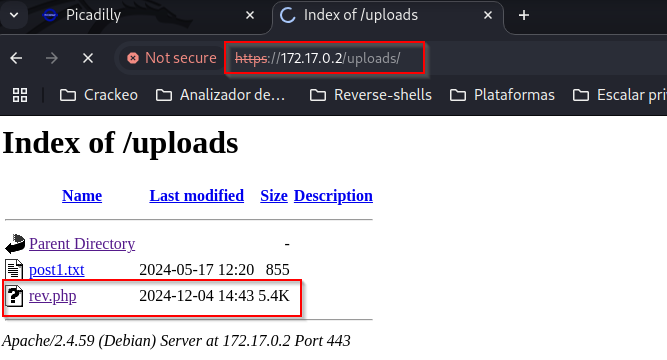 Picadilly
Index of /uploads
Not secure
https://172.17.0.2/uploads/
Crackeo
Analizador de...
Reverse-shells
Plataformas
Escalar pri
Index of /uploads
Name Last modified Size Description
Parent Directory -
post1.txt 2024-05-17 12:20 855
rev.php 2024-12-04 14:43 5.4K
Apache/2.4.59 (Debian) Server at 172.17.0.2 Port 443